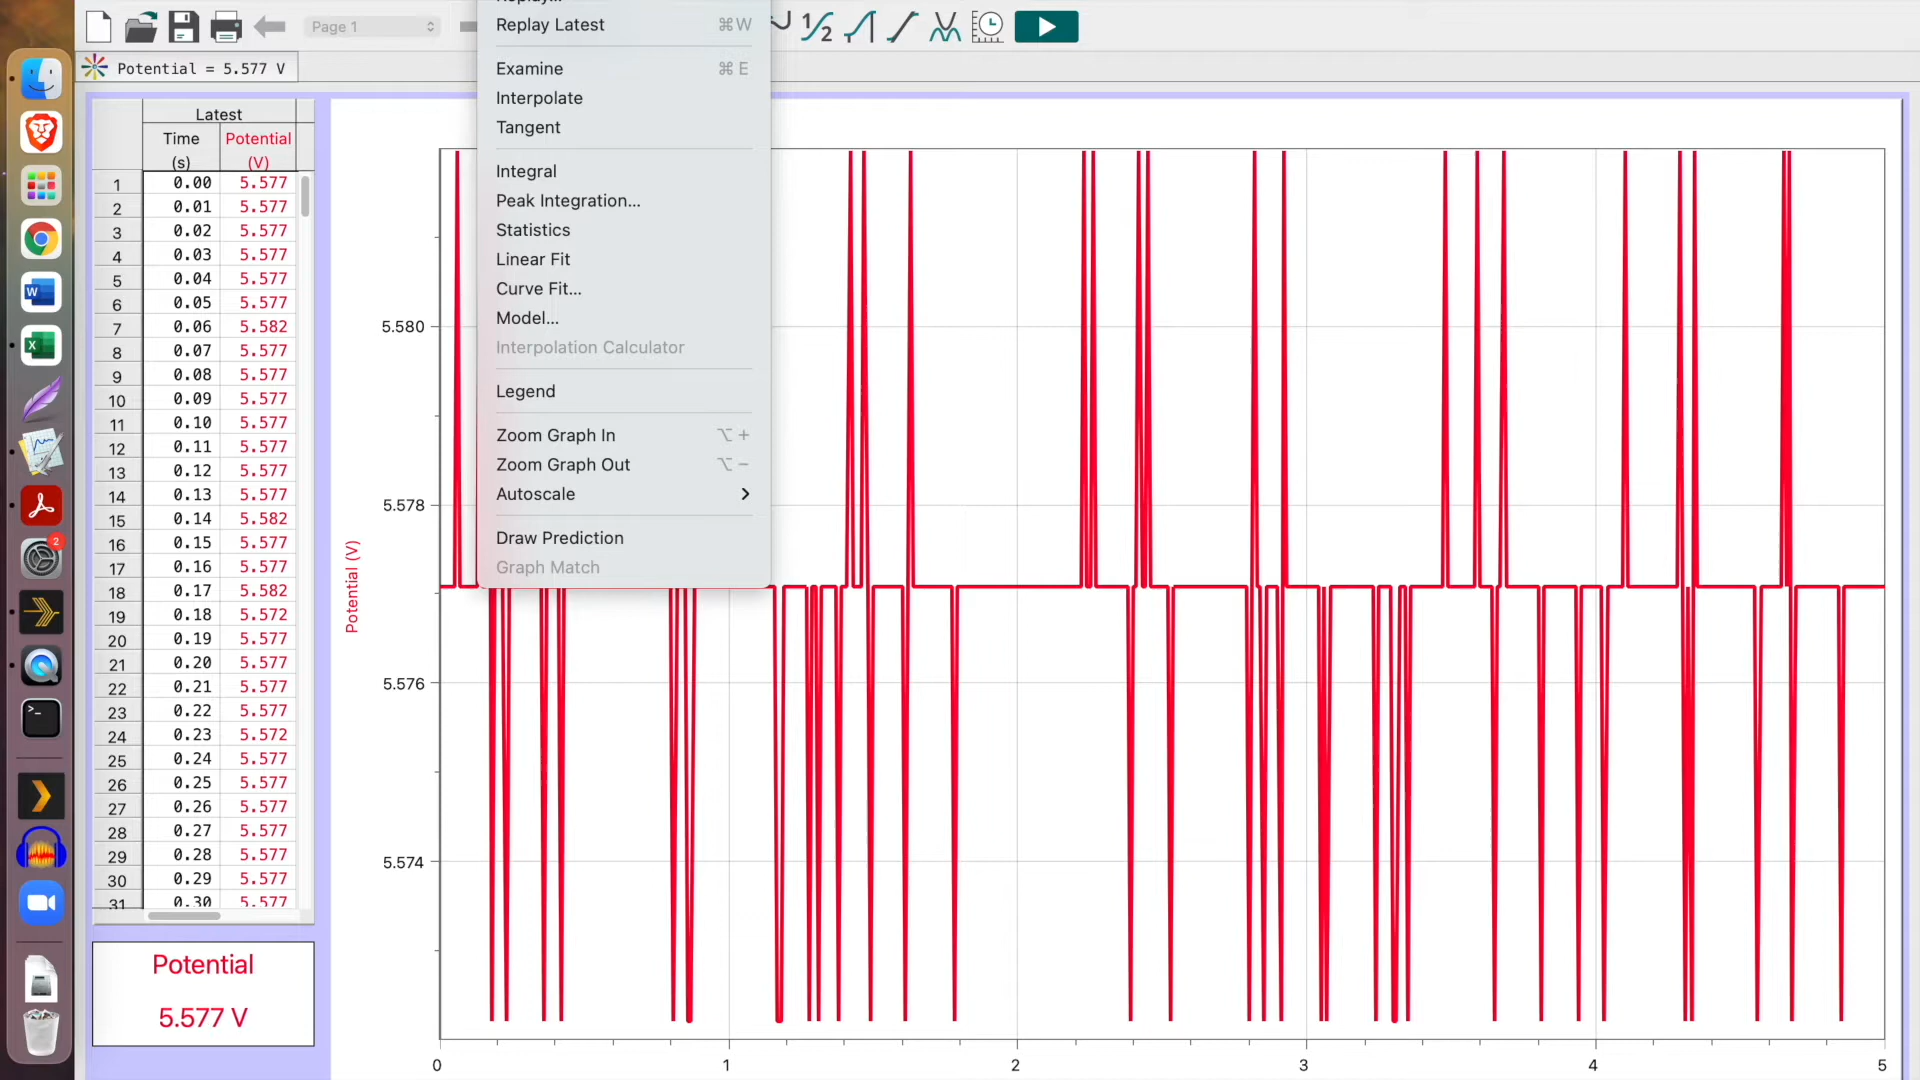 Replay...
Page 1
Replay Latest ⌘W
1/2
Potential = 5.577 V
Examine ⌘ E
Interpolate
Tangent
Integral
Peak Integration...
Statistics
Linear Fit
Curve Fit...
Model...
Interpolation Calculator
Legend
Zoom Graph In ⌥ +
Zoom Graph Out ⌥ −
Autoscale
Draw Prediction
Graph Match
Latest
Time Potential
(s) (V)
1 0.00 5.577
2 0.01 5.577
3 0.02 5.577
4 0.03 5.577
5 0.04 5.577
6 0.05 5.577
7 0.06 5.582
8 0.07 5.577
9 0.08 5.577
10 0.09 5.577
11 0.10 5.577
12 0.11 5.577
13 0.12 5.577
14 0.13 5.577
15 0.14 5.582
16 0.15 5.577
17 0.16 5.577
18 0.17 5.582
19 0.18 5.572
20 0.19 5.577
21 0.20 5.577
22 0.21 5.577
23 0.22 5.577
24 0.23 5.572
25 0.24 5.577
26 0.25 5.577
27 0.26 5.577
28 0.27 5.577
29 0.28 5.577
30 0.29 5.577
31 0.30 5.577
Potential
5.577 V
Potential (V)
5.580
5.578
5.576
5.574
0 1 2 3 4 5
W
X
2
>_